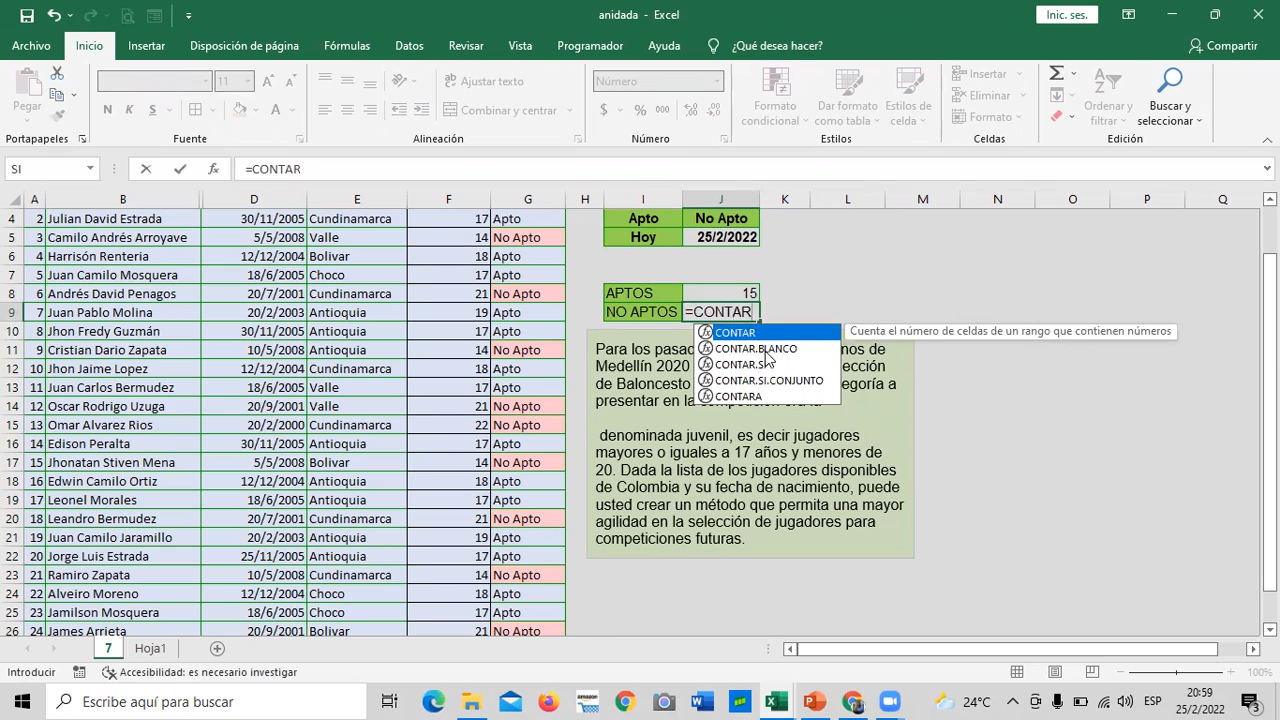 anidada - Excel
Inic. ses.
Archivo Inicio Insertar Disposición de página Fórmulas Datos Revisar Vista Programador Ayuda ¿Qué desea hacer? Compartir
Pegar
11
N K S
Ajustar texto
Combinar y centrar
Número
$ % 000
Formato condicional
Dar formato como tabla
Estilos de celda
Insertar
Eliminar
Formato
Ordenar y filtrar
Buscar y seleccionar
Portapapeles Fuente Alineación Número Estilos Celdas Edición
SI =CONTAR
A B D E F G H I J K L M N O P Q
4 2 Julian David Estrada 30/11/2005 Cundinamarca 17 Apto Apto No Apto
5 3 Camilo Andrés Arroyave 5/5/2008 Valle 14 No Apto Hoy 25/2/2022
6 4 Harrisón Renteria 12/12/2004 Bolivar 18 Apto
7 5 Juan Camilo Mosquera 18/6/2005 Choco 17 Apto
8 6 Andrés David Penagos 20/7/2001 Cundinamarca 21 No Apto APTOS 15
9 7 Juan Pablo Molina 20/2/2003 Antioquia 19 Apto NO APTOS =CONTAR
10 8 Jhon Fredy Guzmán 30/11/2005 Cundinamarca 17 Apto
11 9 Cristian Dario Zapata 10/5/2008 Antioquia 14 No Apto
12 10 Jhon Jaime Lopez 12/12/2004 Cundinamarca 18 Apto
13 11 Juan Carlos Bermudez 18/6/2005 Valle 17 Apto
14 12 Oscar Rodrigo Uzuga 20/9/2001 Valle 21 No Apto
15 13 Omar Alvarez Rios 20/2/2000 Cundinamarca 22 No Apto
16 14 Edison Peralta 30/11/2005 Antioquia 17 Apto
17 15 Jhonatan Stiven Mena 5/5/2008 Bolivar 14 No Apto
18 16 Edwin Camilo Ortiz 12/12/2004 Antioquia 18 Apto
19 17 Leonel Morales 18/6/2005 Antioquia 17 Apto
20 18 Leandro Bermudez 20/7/2001 Cundinamarca 21 No Apto
21 19 Juan Camilo Jaramillo 20/2/2003 Antioquia 19 Apto
22 20 Jorge Luis Estrada 25/11/2005 Antioquia 17 Apto
23 21 Ramiro Zapata 10/5/2008 Cundinamarca 14 No Apto
24 22 Alveiro Moreno 12/12/2004 Choco 18 Apto
25 23 Jamilson Mosquera 18/6/2005 Choco 17 Apto
26 24 James Arrieta 20/9/2001 Bolivar 21 No Apto
CONTAR Cuenta el número de celdas de un rango que contienen números
CONTAR.BLANCO
CONTAR.SI
CONTAR.SI.CONJUNTO
CONTARA
Para los pasad mos de
Medellín 2020 lección
de Baloncesto egoría a
presentar en la
denominada juvenil, es decir jugadores
mayores o iguales a 17 años y menores de
20. Dada la lista de los jugadores disponibles
de Colombia y su fecha de nacimiento, puede
usted crear un método que permita una mayor
agilidad en la selección de jugadores para
competiciones futuras.
7 Hoja1
Introducir Accesibilidad: es necesario investigar 100%
Escribe aquí para buscar
amazon
24°C
ESP
20:59
25/2/2022
3